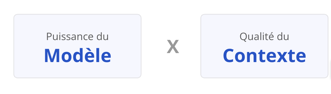 Puissance du
Modèle
X
Qualité du
Contexte